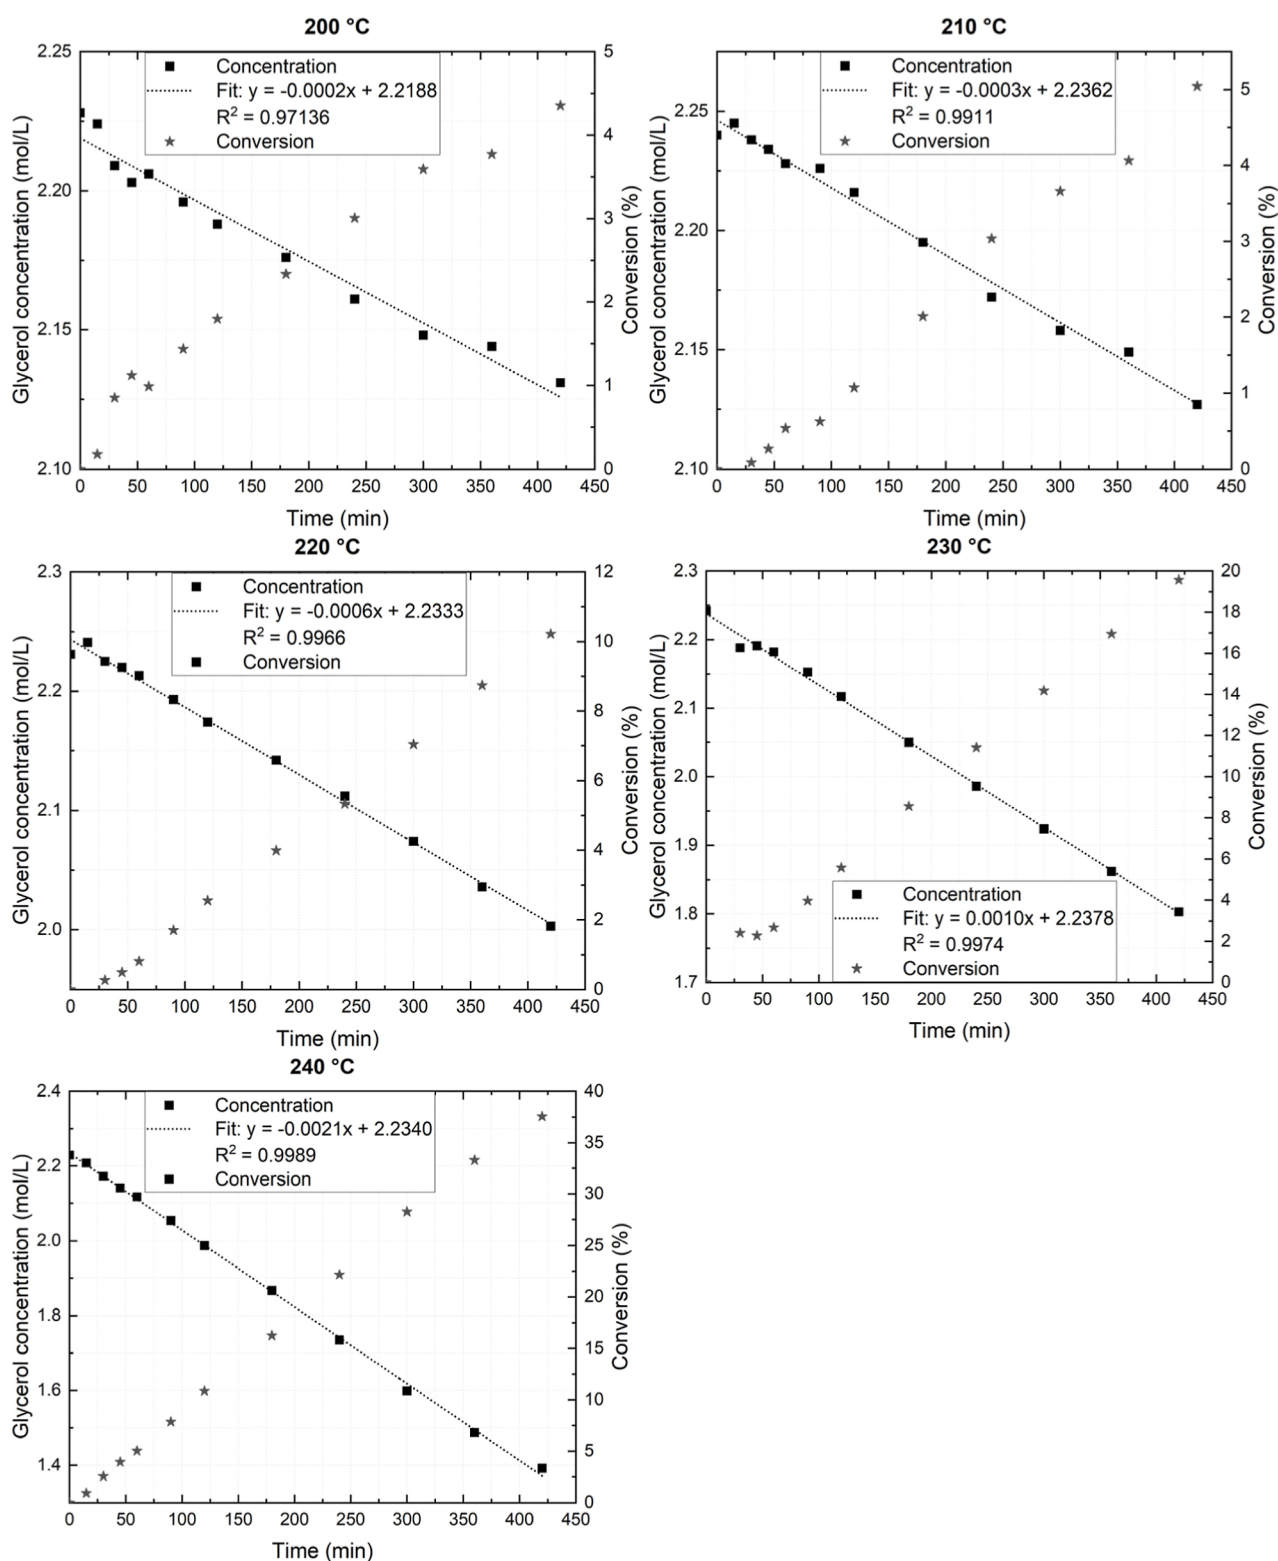 200 °C
Concentration
Fit: y = -0.0002x + 2.2188
R² = 0.97136
Conversion
Glycerol concentration (mol/L)
2.25
2.20
2.15
2.10
Conversion (%)
5
4
3
2
1
0
0 50 100 150 200 250 300 350 400 450
Time (min)
210 °C
Concentration
Fit: y = -0.0003x + 2.2362
R² = 0.9911
Conversion
Glycerol concentration (mol/L)
2.25
2.20
2.15
2.10
Conversion (%)
5
4
3
2
1
0
0 50 100 150 200 250 300 350 400 450
Time (min)
220 °C
Concentration
Fit: y = -0.0006x + 2.2333
R² = 0.9966
Conversion
Glycerol concentration (mol/L)
2.3
2.2
2.1
2.0
Conversion (%)
12
10
8
6
4
2
0
0 50 100 150 200 250 300 350 400 450
Time (min)
230 °C
Concentration
Fit: y = 0.0010x + 2.2378
R² = 0.9974
Conversion
Glycerol concentration (mol/L)
2.3
2.2
2.1
2.0
1.9
1.8
1.7
Conversion (%)
20
18
16
14
12
10
8
6
4
2
0
0 50 100 150 200 250 300 350 400 450
Time (min)
240 °C
Concentration
Fit: y = -0.0021x + 2.2340
R² = 0.9989
Conversion
Glycerol concentration (mol/L)
2.4
2.2
2.0
1.8
1.6
1.4
Conversion (%)
40
35
30
25
20
15
10
5
0
0 50 100 150 200 250 300 350 400 450
Time (min)